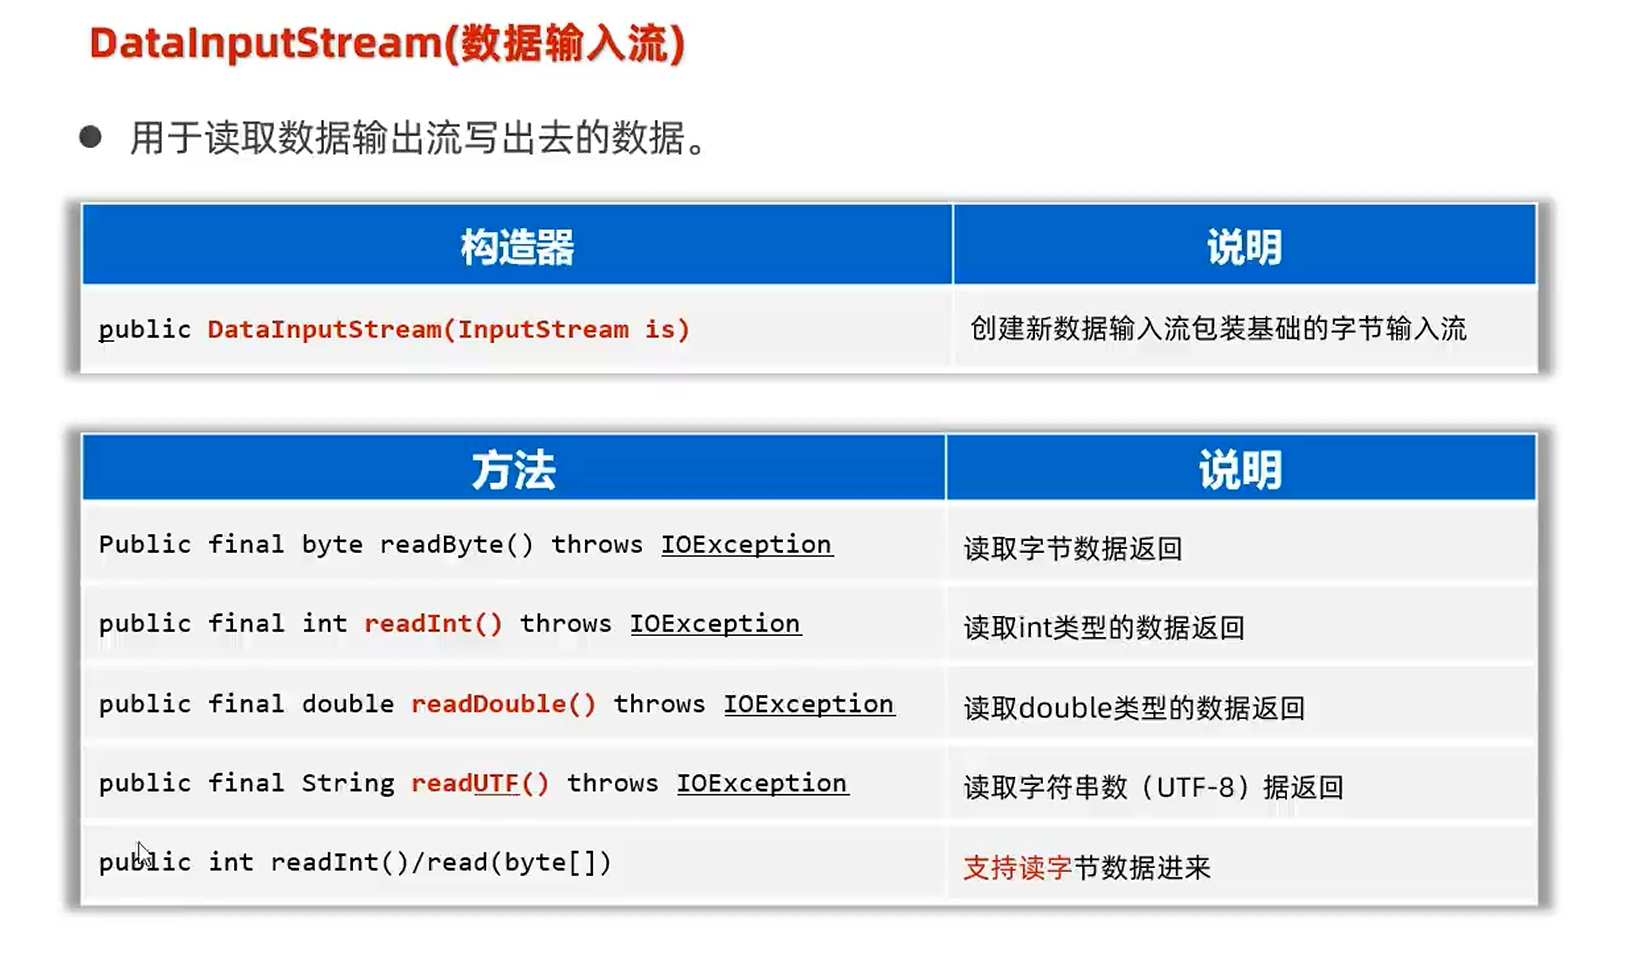 DataInputStream(数据输入流)
用于读取数据输出流写出去的数据。
构造器 说明
public DataInputStream(InputStream is) 创建新数据输入流包装基础的字节输入流
方法 说明
Public final byte readByte() throws IOException 读取字节数据返回
public final int readInt() throws IOException 读取int类型的数据返回
public final double readDouble() throws IOException 读取double类型的数据返回
public final String readUTF() throws IOException 读取字符串数（UTF-8）据返回
public int readInt()/read(byte[]) 支持读字节数据进来